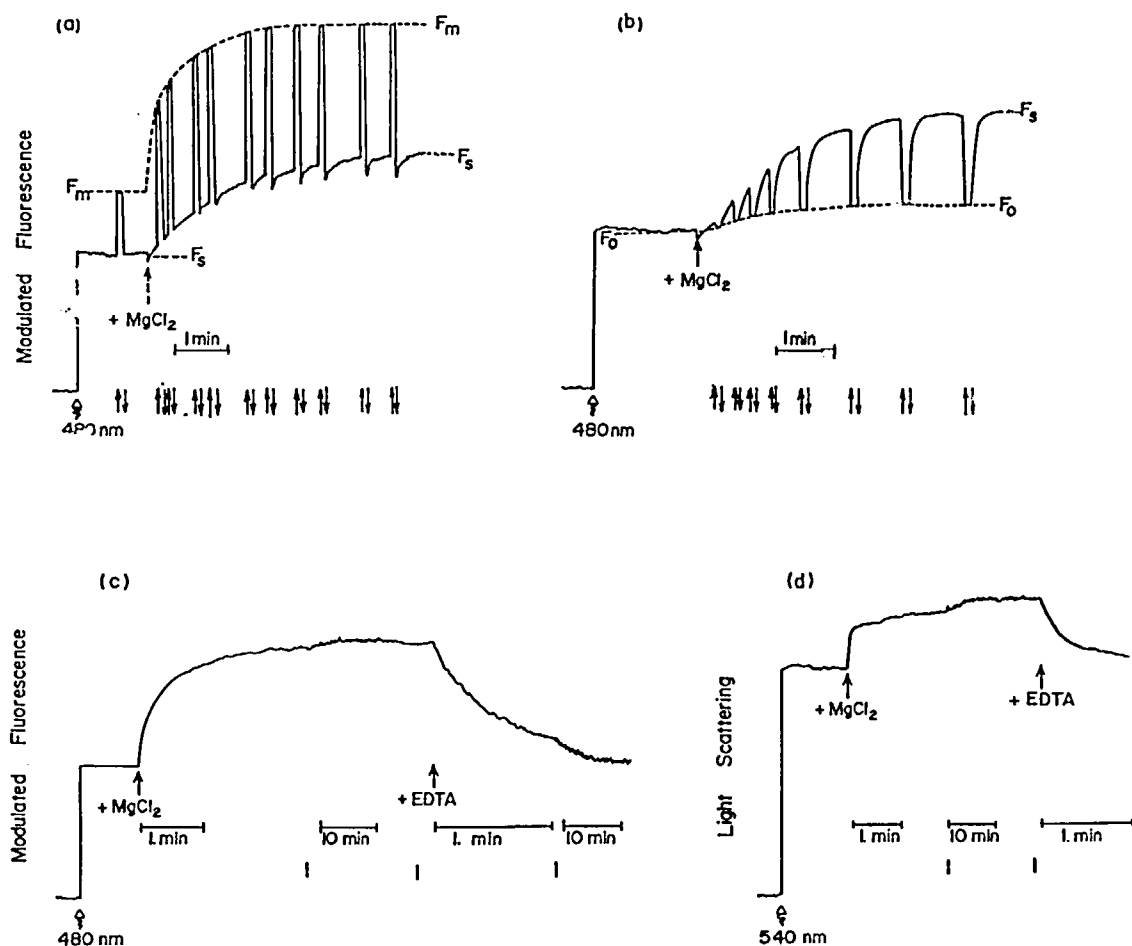 (a)
Fm
Fm
Fs
Fs
+ MgCl2
1 min
480nm
Modulated Fluorescence
(b)
Fs
Fo
Fo
+ MgCl2
1 min
480nm
(c)
Modulated Fluorescence
+ MgCl2
+ EDTA
1. min
10 min
1. min
10 min
480 nm
(d)
Light Scattering
+ MgCl2
+ EDTA
1. min
10 min
1. min
540 nm